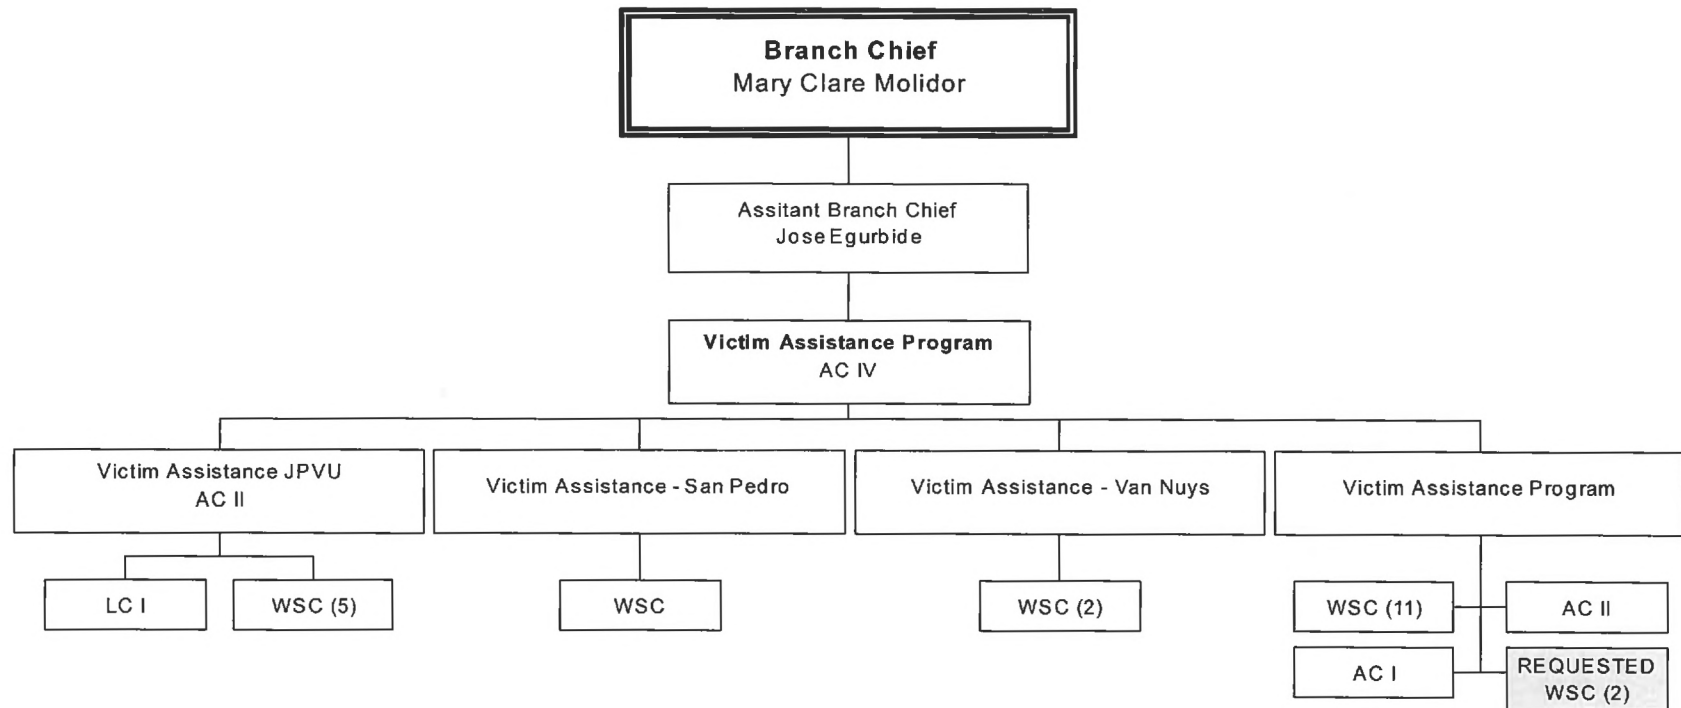 Branch Chief
Mary Clare Molidor
Assitant Branch Chief
Jose Egurbide
Victim Assistance Program
AC IV
Victim Assistance JPVU
AC II
Victim Assistance - San Pedro
Victim Assistance - Van Nuys
Victim Assistance Program
LC I
WSC (5)
WSC
WSC (2)
WSC (11)
AC II
AC I
REQUESTED
WSC (2)